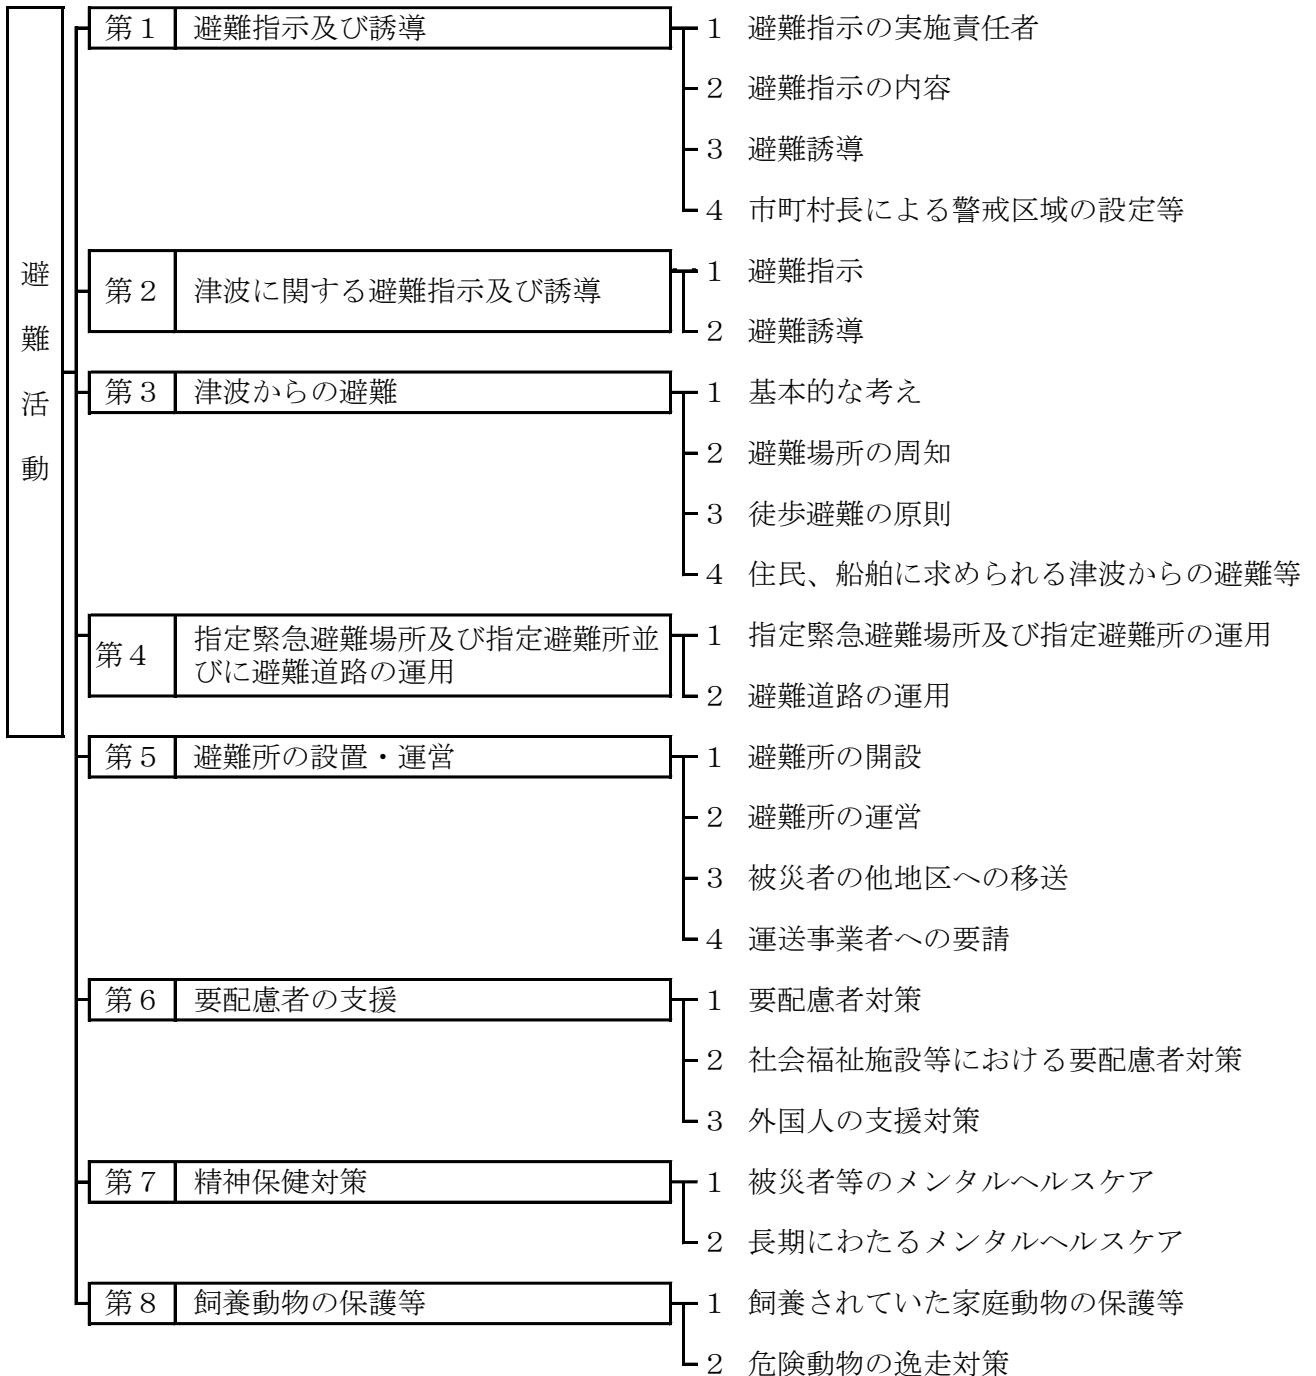 避難活動
第１ 避難指示及び誘導
１ 避難指示の実施責任者
２ 避難指示の内容
３ 避難誘導
４ 市町村長による警戒区域の設定等
第２ 津波に関する避難指示及び誘導
１ 避難指示
２ 避難誘導
第３ 津波からの避難
１ 基本的な考え
２ 避難場所の周知
３ 徒歩避難の原則
４ 住民、船舶に求められる津波からの避難等
第４ 指定緊急避難場所及び指定避難所並
びに避難道路の運用
１ 指定緊急避難場所及び指定避難所の運用
２ 避難道路の運用
第５ 避難所の設置・運営
１ 避難所の開設
２ 避難所の運営
３ 被災者の他地区への移送
４ 運送事業者への要請
第６ 要配慮者の支援
１ 要配慮者対策
２ 社会福祉施設等における要配慮者対策
３ 外国人の支援対策
第７ 精神保健対策
１ 被災者等のメンタルヘルスケア
２ 長期にわたるメンタルヘルスケア
第８ 飼養動物の保護等
１ 飼養されていた家庭動物の保護等
２ 危険動物の逸走対策